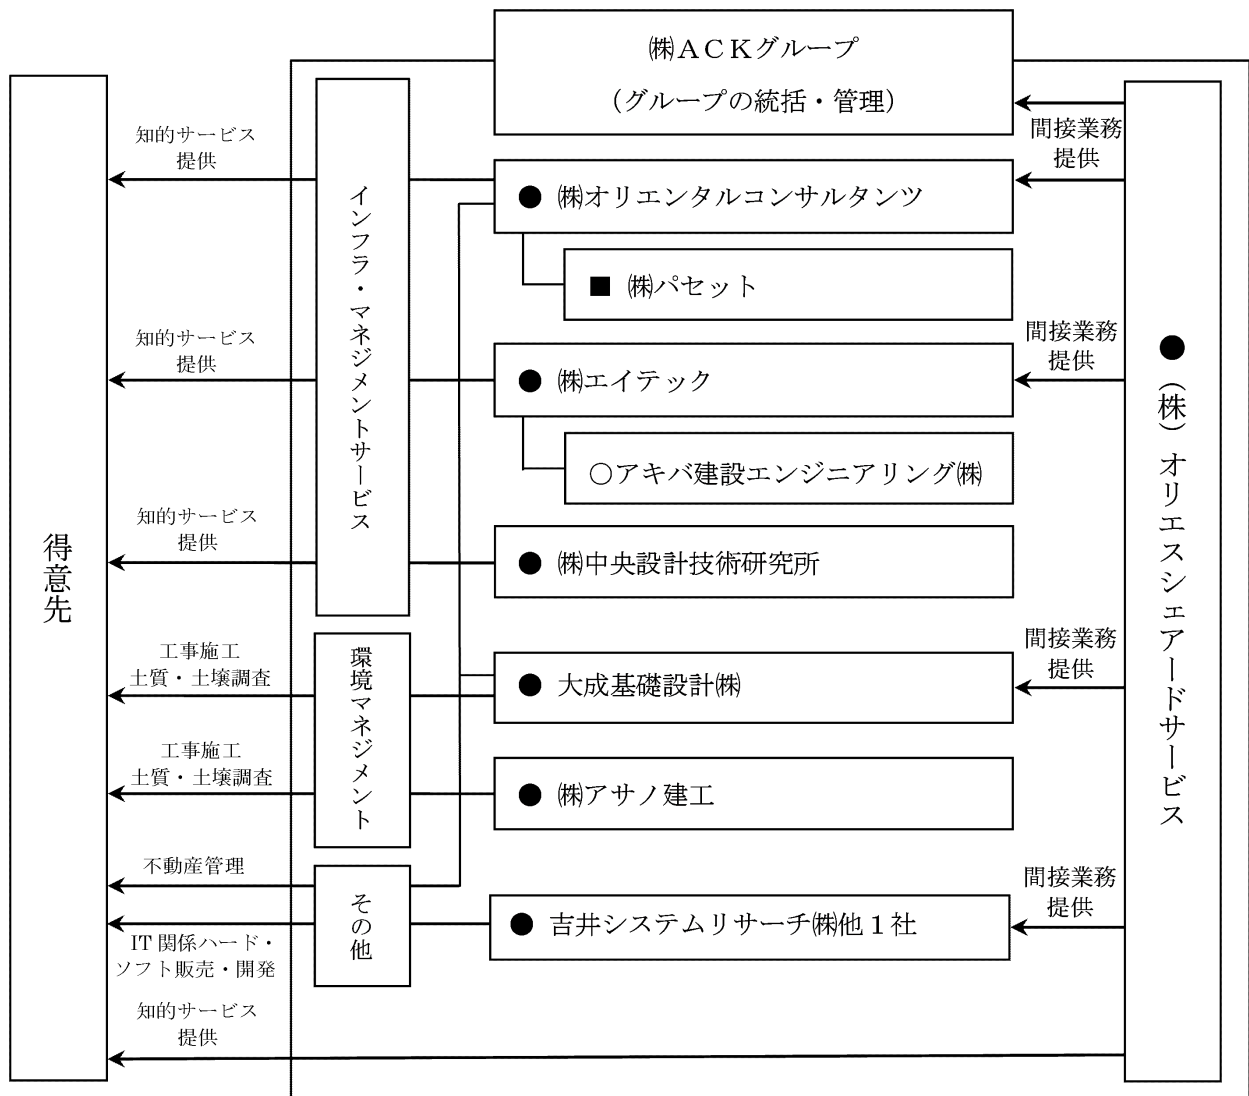 ㈱ＡＣＫグループ
（グループの統括・管理）
間接業務
提供
知的サービス
提供
● ㈱オリエンタルコンサルタンツ
■ ㈱パセット
インフラ・マネジメントサービス
知的サービス
提供
● ㈱エイテック
間接業務
提供
○アキバ建設エンジニアリング㈱
知的サービス
提供
● ㈱中央設計技術研究所
得意先
● （株）オリエスシェアードサービス
工事施工
土質・土壌調査
環境マネジメント
● 大成基礎設計㈱
間接業務
提供
工事施工
土質・土壌調査
● ㈱アサノ建工
不動産管理
その他
● 吉井システムリサーチ㈱他１社
間接業務
提供
IT 関係ハード・
ソフト販売・開発
知的サービス
提供